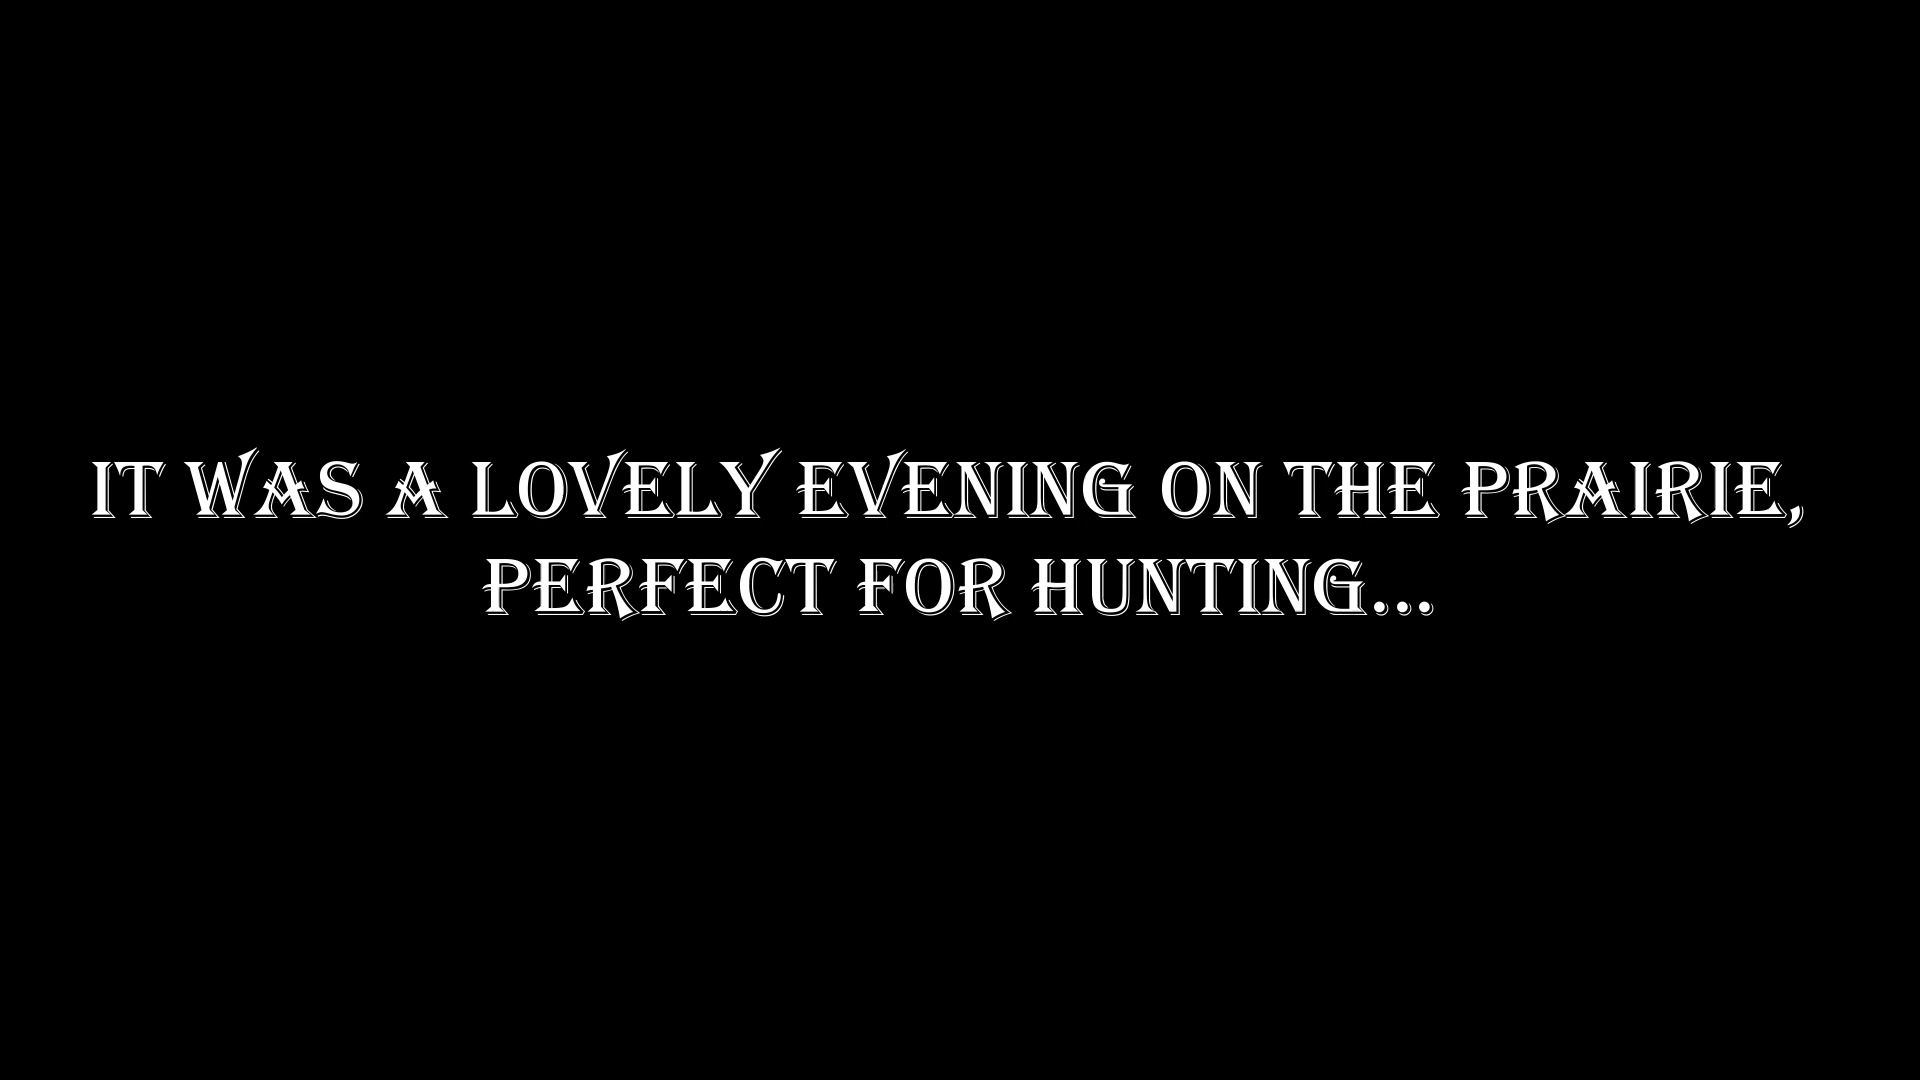 IT WAS A LOVELY EVENING ON THE PRAIRIE,
PERFECT FOR HUNTING...